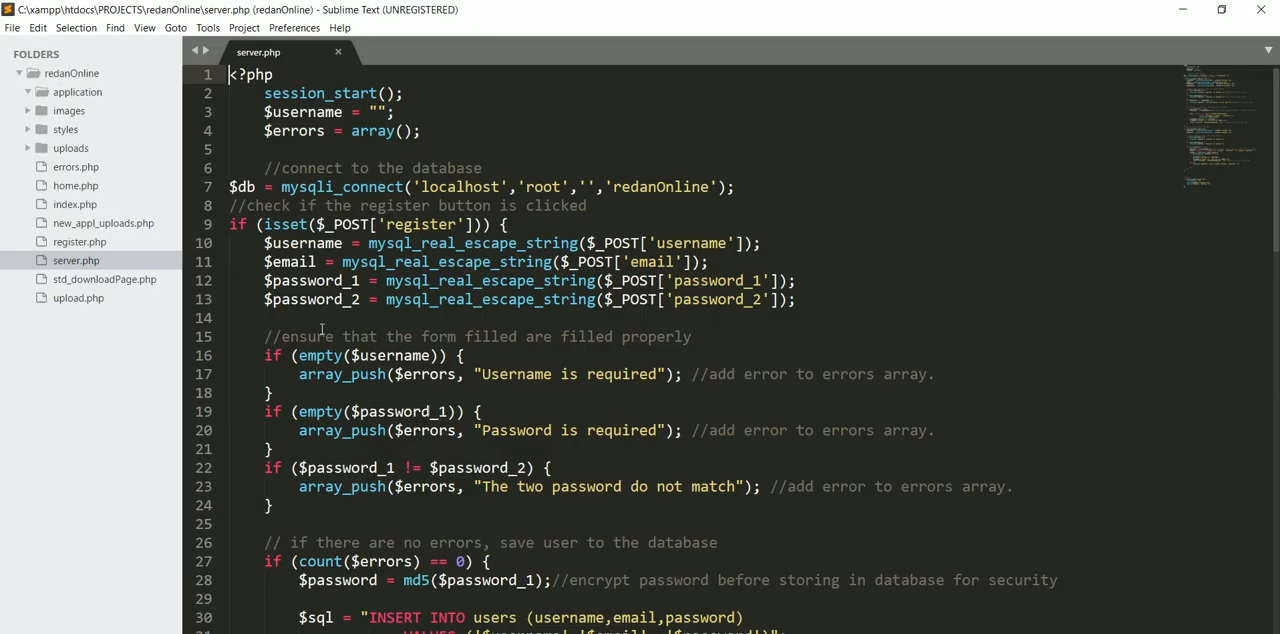 C:\xampp\htdocs\PROJECTS\redanOnline\server.php (redanOnline) - Sublime Text (UNREGISTERED)
File Edit Selection Find View Goto Tools Project Preferences Help
FOLDERS
redanOnline
application
images
styles
uploads
errors.php
home.php
index.php
new_appl_uploads.php
register.php
server.php
std_downloadPage.php
upload.php
server.php
1 <?php
2 session_start();
3 $username = "";
4 $errors = array();
5
6 //connect to the database
7 $db = mysqli_connect('localhost','root','','redanOnline');
8 //check if the register button is clicked
9 if (isset($_POST['register'])) {
10 $username = mysql_real_escape_string($_POST['username']);
11 $email = mysql_real_escape_string($_POST['email']);
12 $password_1 = mysql_real_escape_string($_POST['password_1']);
13 $password_2 = mysql_real_escape_string($_POST['password_2']);
14
15 //ensure that the form filled are filled properly
16 if (empty($username)) {
17 array_push($errors, "Username is required"); //add error to errors array.
18 }
19 if (empty($password_1)) {
20 array_push($errors, "Password is required"); //add error to errors array.
21 }
22 if ($password_1 != $password_2) {
23 array_push($errors, "The two password do not match"); //add error to errors array.
24 }
25
26 // if there are no errors, save user to the database
27 if (count($errors) == 0) {
28 $password = md5($password_1);//encrypt password before storing in database for security
29
30 $sql = "INSERT INTO users (username,email,password)